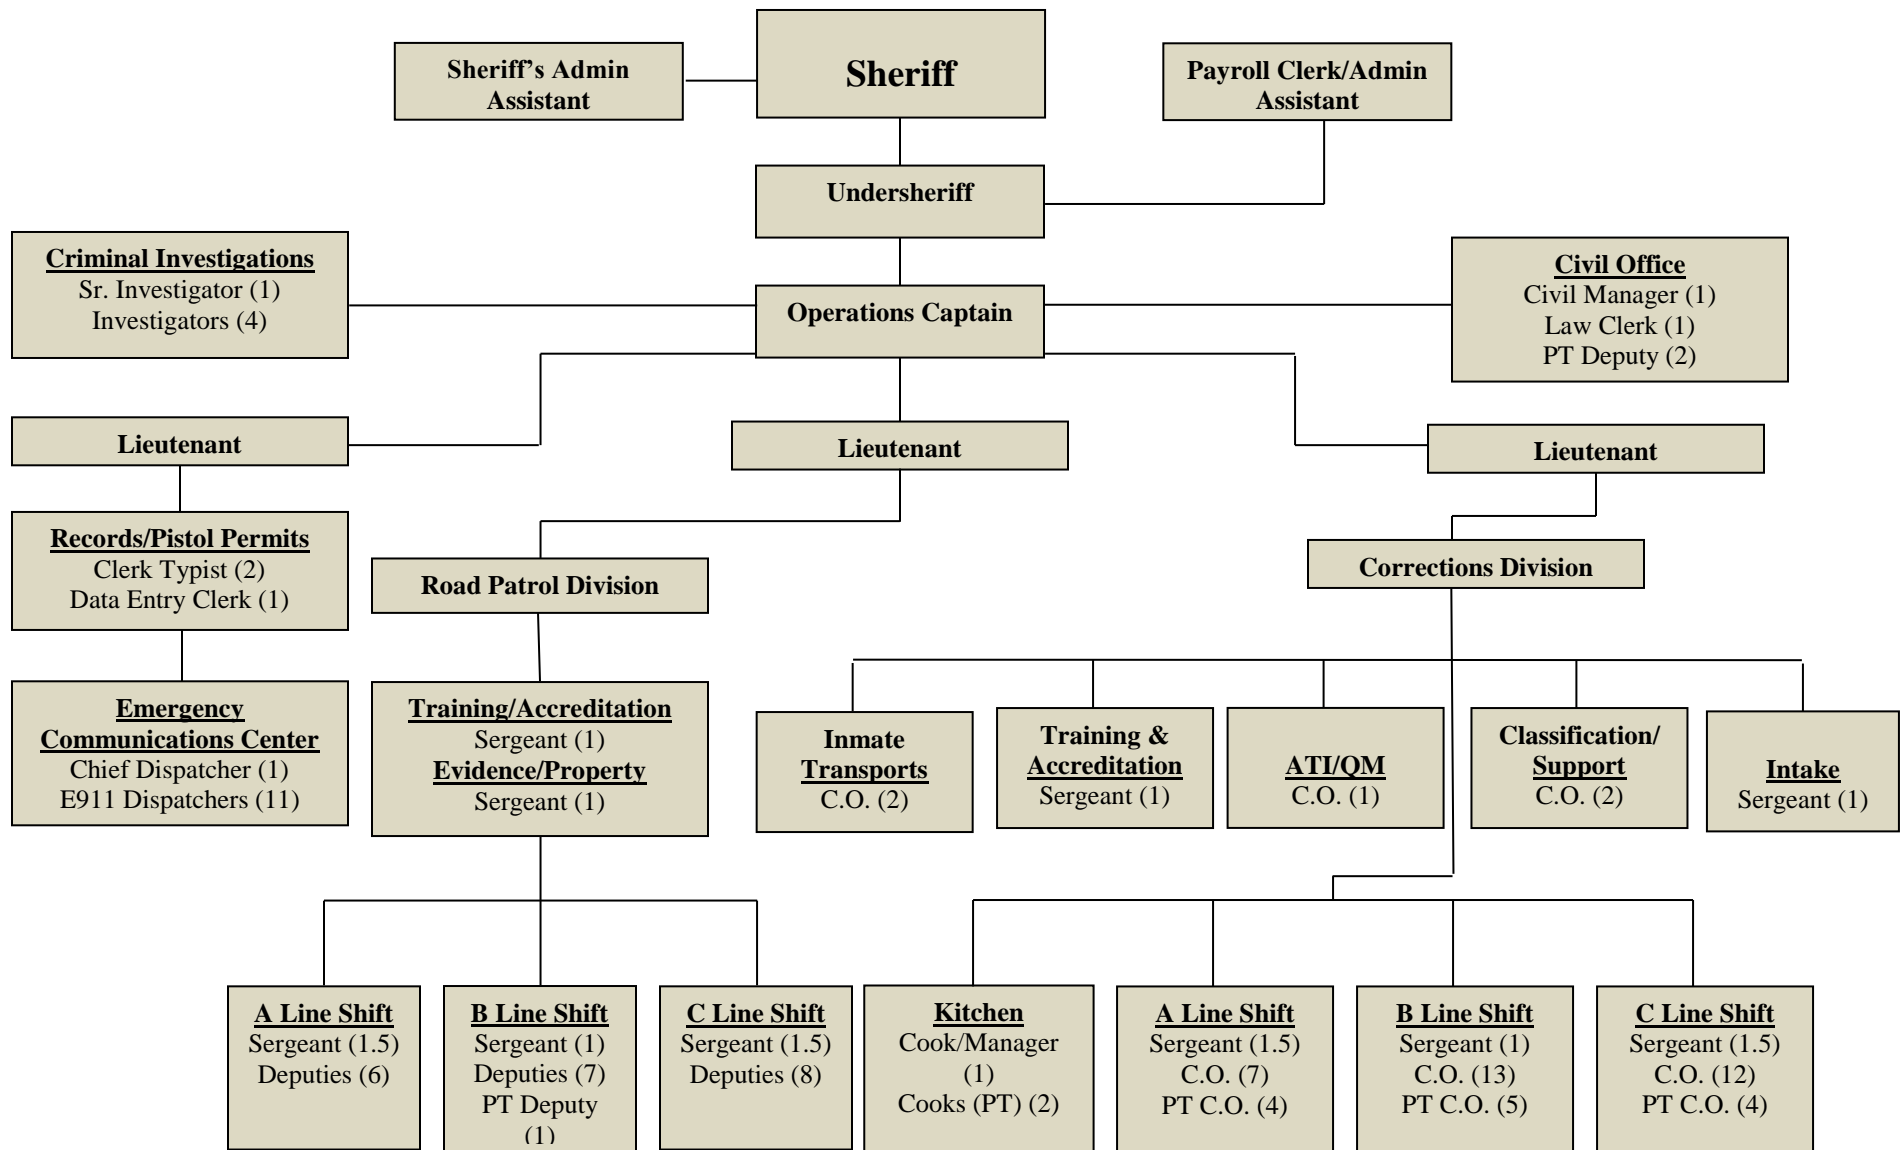 Sheriff’s Admin
Assistant
Sheriff
Payroll Clerk/Admin
Assistant
Undersheriff
Criminal Investigations
Sr. Investigator (1)
Investigators (4)
Operations Captain
Civil Office
Civil Manager (1)
Law Clerk (1)
PT Deputy (2)
Lieutenant
Lieutenant
Lieutenant
Records/Pistol Permits
Clerk Typist (2)
Data Entry Clerk (1)
Road Patrol Division
Corrections Division
Emergency
Communications Center
Chief Dispatcher (1)
E911 Dispatchers (11)
Training/Accreditation
Sergeant (1)
Evidence/Property
Sergeant (1)
Inmate
Transports
C.O. (2)
Training &
Accreditation
Sergeant (1)
ATI/QM
C.O. (1)
Classification/
Support
C.O. (2)
Intake
Sergeant (1)
A Line Shift
Sergeant (1.5)
Deputies (6)
B Line Shift
Sergeant (1)
Deputies (7)
PT Deputy
(1)
C Line Shift
Sergeant (1.5)
Deputies (8)
Kitchen
Cook/Manager
(1)
Cooks (PT) (2)
A Line Shift
Sergeant (1.5)
C.O. (7)
PT C.O. (4)
B Line Shift
Sergeant (1)
C.O. (13)
PT C.O. (5)
C Line Shift
Sergeant (1.5)
C.O. (12)
PT C.O. (4)